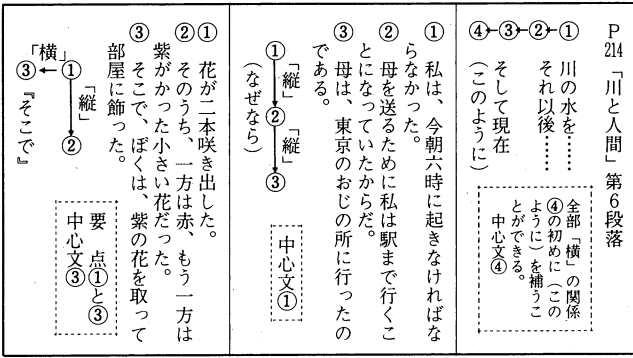 P214「川と人間」第6段落
①川の水を……
②それ以後……
③そして現在
④(このように)
④←③←②←①
全部「横」の関係
④の初めに(この
ように)を補うこ
とができる。
中心文④
① 私は、今朝六時に起きなければな
らなかった。
② 母を送るために私は駅まで行くこ
とになっていたからだ。
③ 母は、東京のおじの所に行ったの
である。
「縦」「縦」
①→②→③
(なぜなら)
中心文①
① 花が二本咲き出した。
② そのうち、一方は赤、もう一方は
紫がかった小さい花だった。
③ そこで、ぼくは、紫の花を取って
部屋に飾った。
「縦」
①→②
「横」↓
③『そこで』
要 点①と③
中心文③